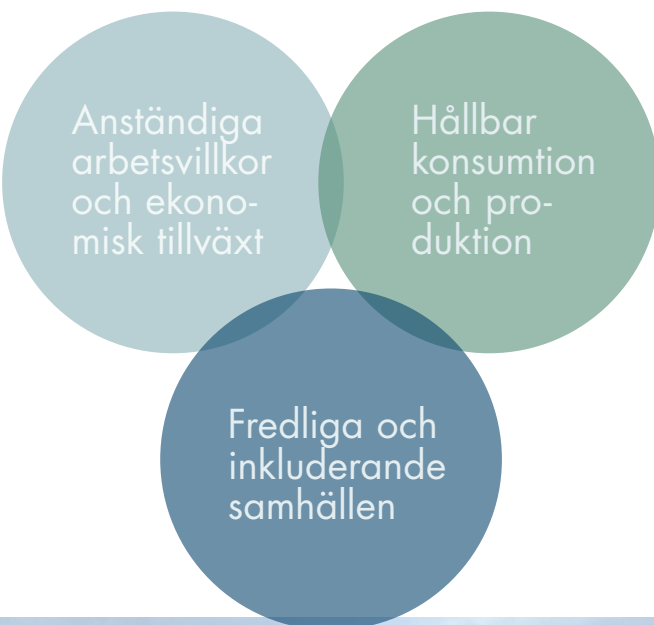 Anständiga
arbetsvillkor
och ekono-
misk tillväxt
Hållbar
konsumtion
och pro-
duktion
Fredliga och
inkluderande
samhällen